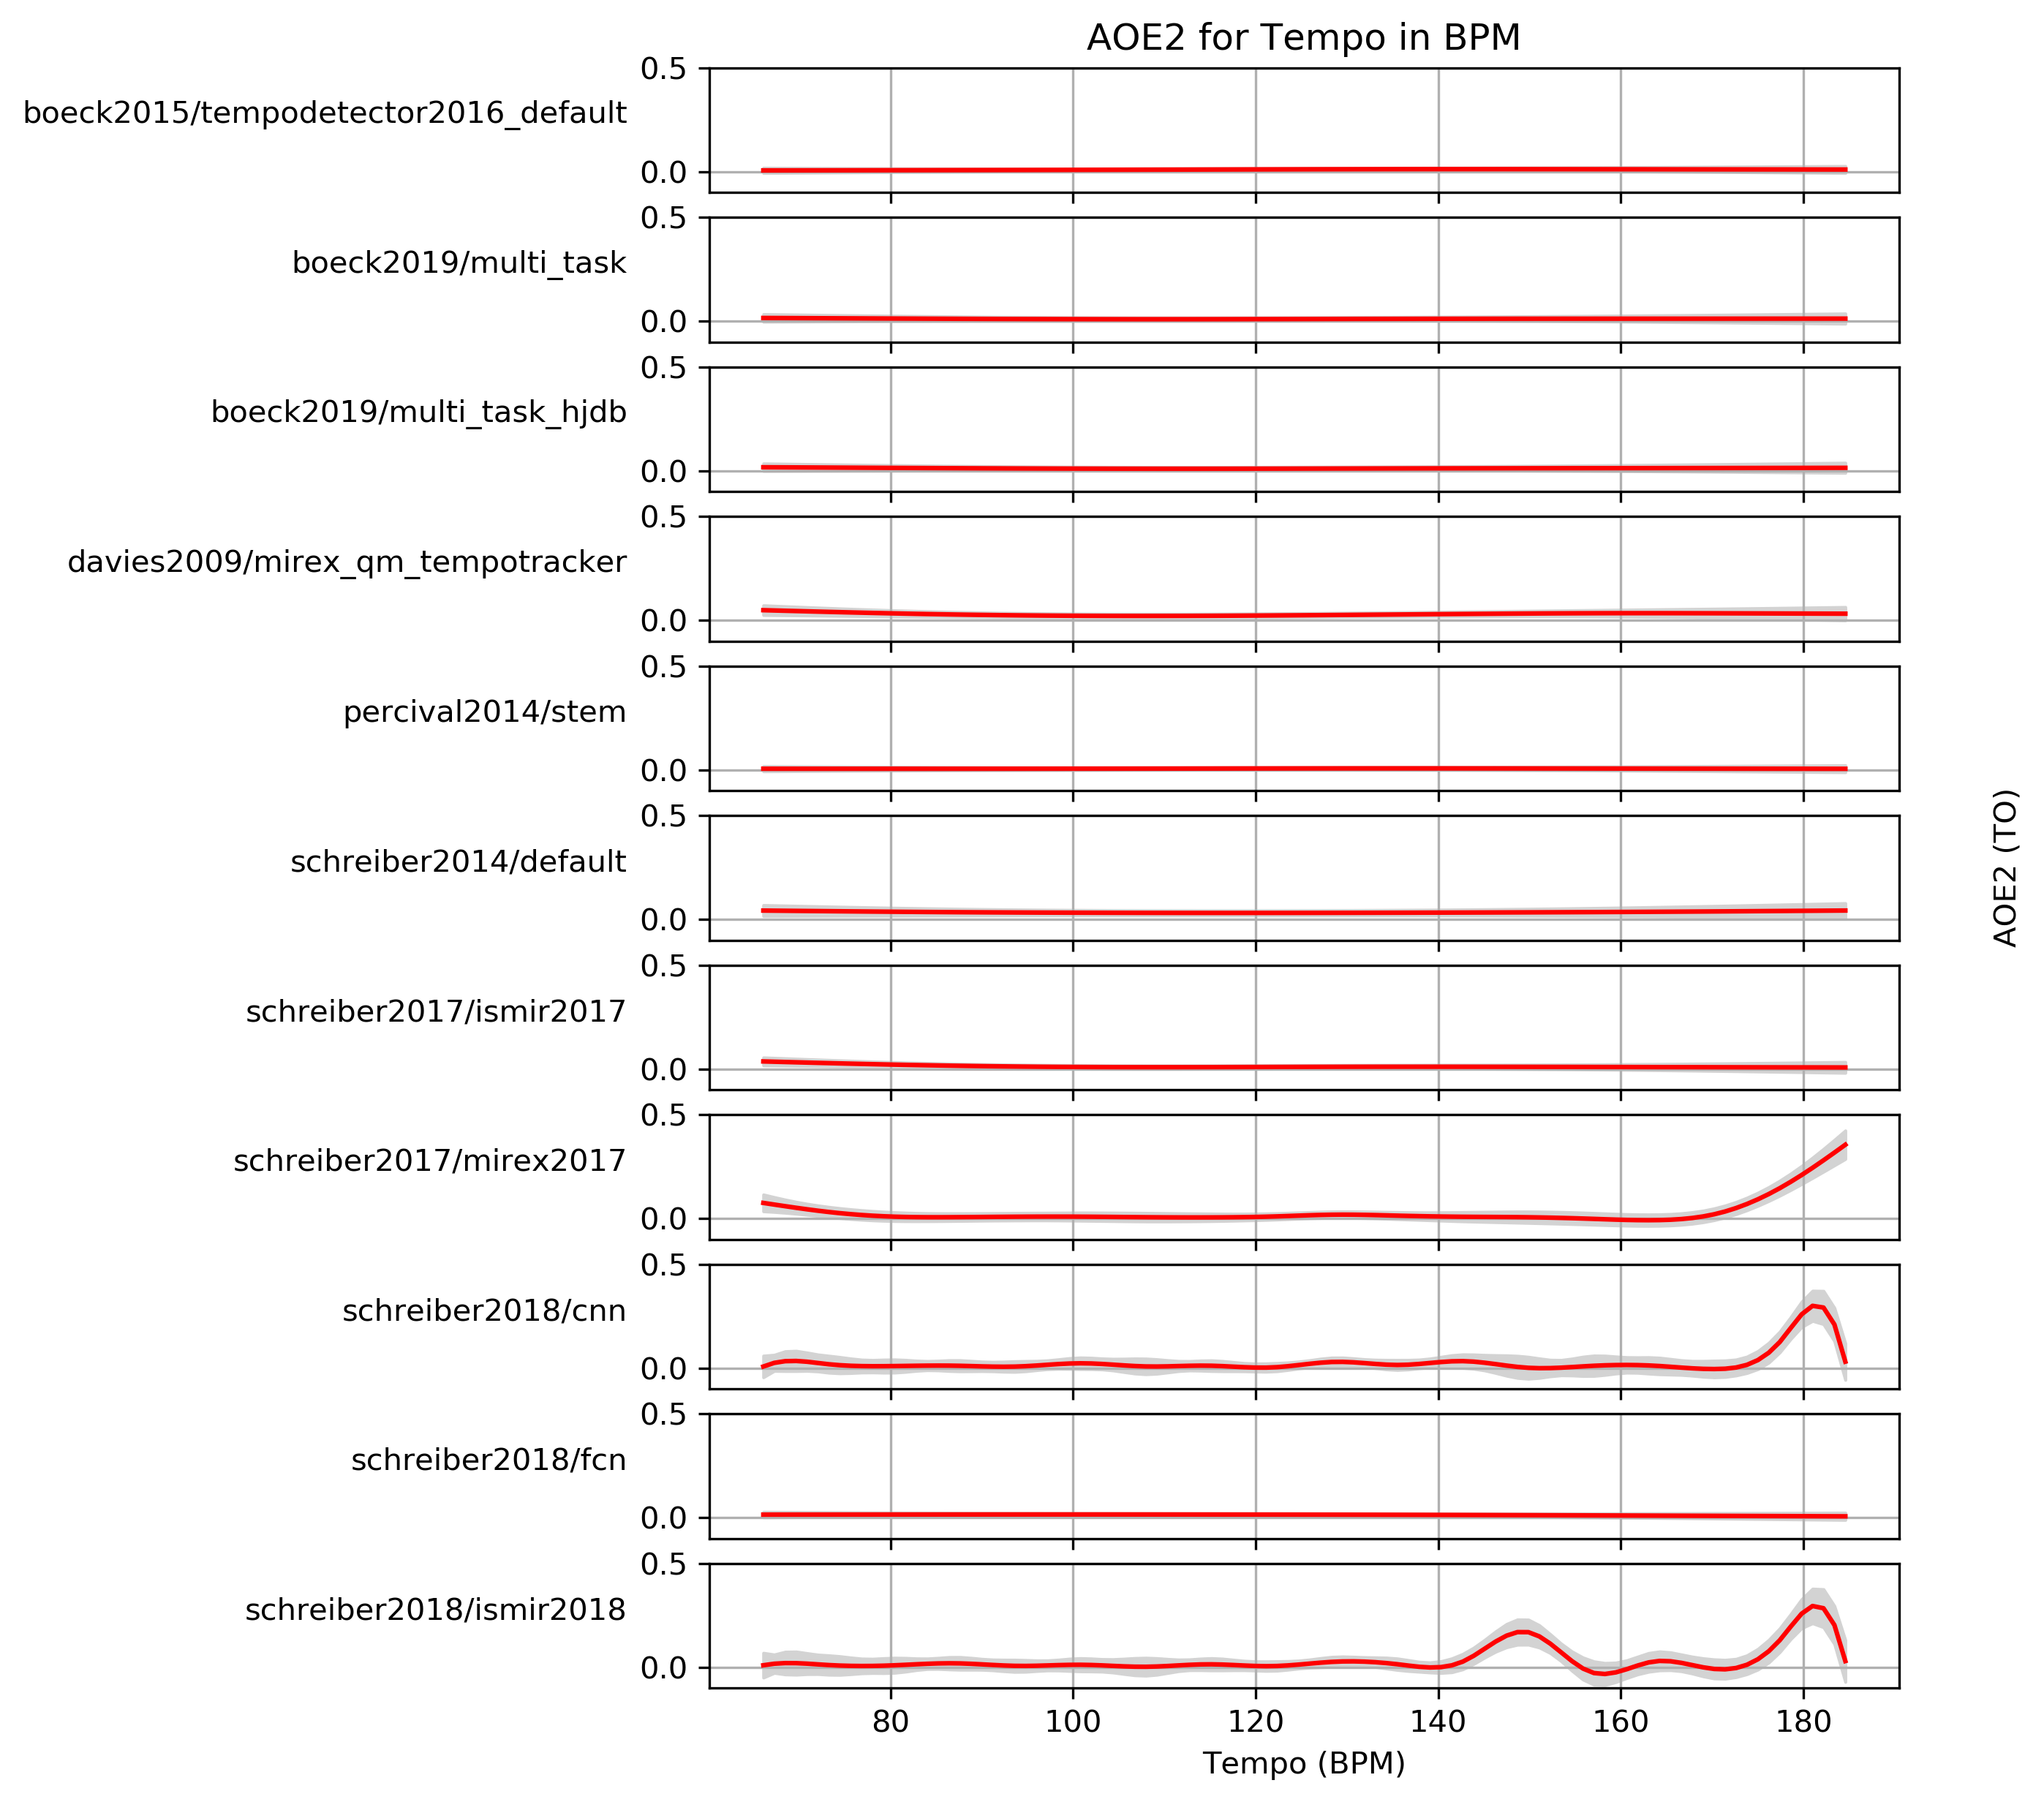 AOE2 for Tempo in BPM
0.5
boeck2015/tempodetector2016_default
0.0
0.5
boeck2019/multi_task
0.0
0.5
boeck2019/multi_task_hjdb
0.0
0.5
davies2009/mirex_qm_tempotracker
0.0
0.5
percival2014/stem
0.0
0.5
schreiber2014/default
0.0
AOE2 (TO)
0.5
schreiber2017/ismir2017
0.0
0.5
schreiber2017/mirex2017
0.0
0.5
schreiber2018/cnn
0.0
0.5
schreiber2018/fcn
0.0
0.5
schreiber2018/ismir2018
0.0
80 100 120 140 160 180
Tempo (BPM)